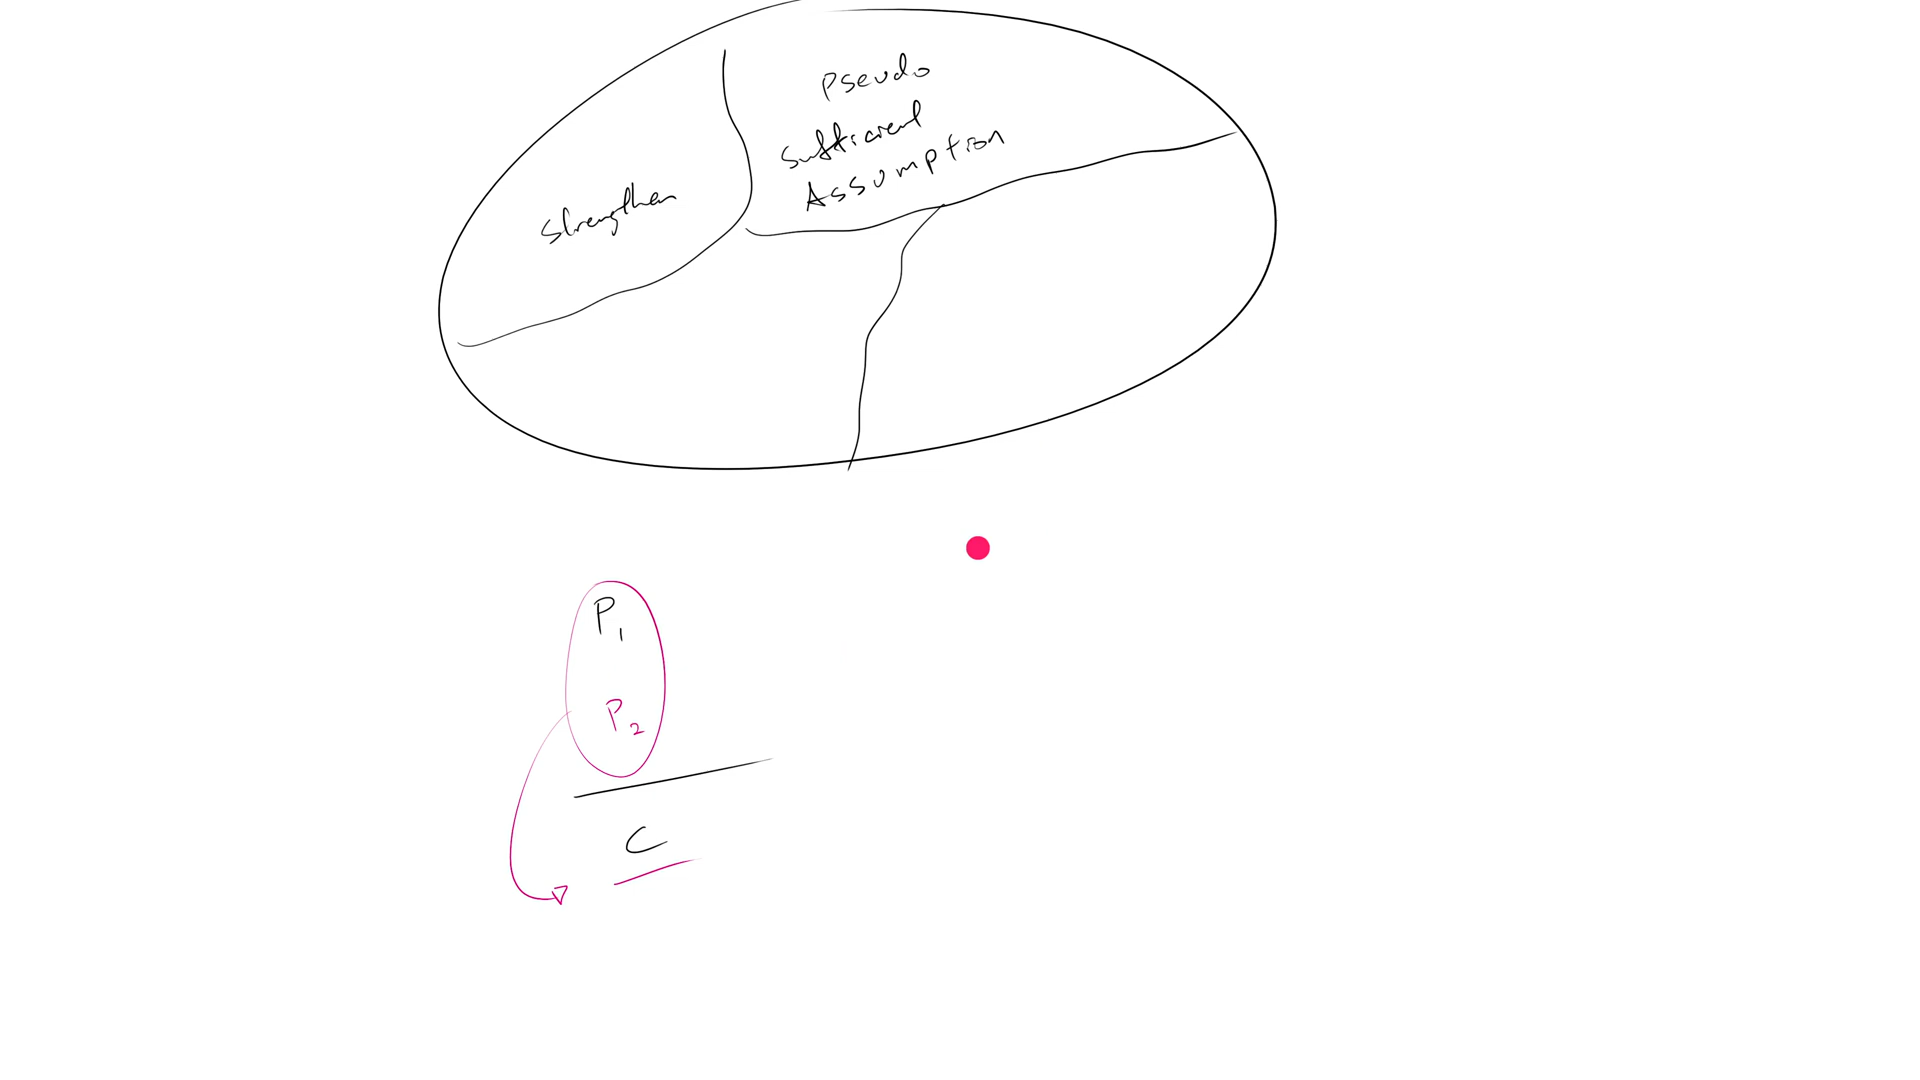 Pseudo
Sufficient
Assumption
Strengthen
P1
P2
C